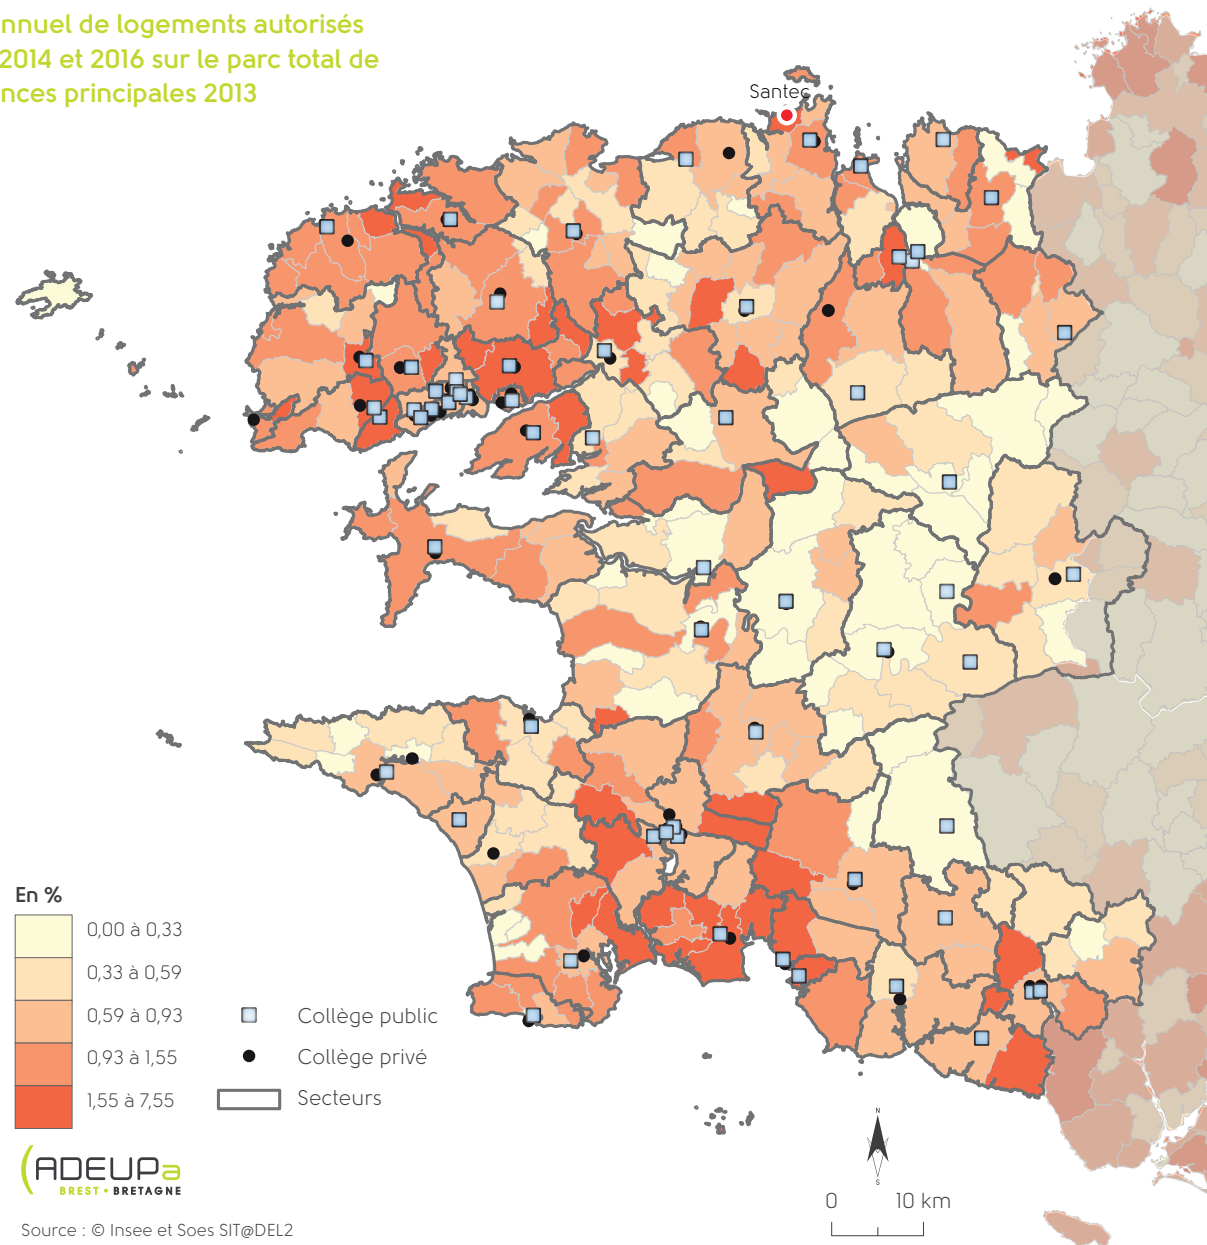 nnuel de logements autorisés
2014 et 2016 sur le parc total de
nces principales 2013
Santec
En %
0,00 à 0,33
0,33 à 0,59
0,59 à 0,93
0,93 à 1,55
1,55 à 7,55
Collège public
Collège privé
Secteurs
ADEUPa
BREST • BRETAGNE
N
S
0 10 km
Source : © Insee et Soes SIT@DEL2